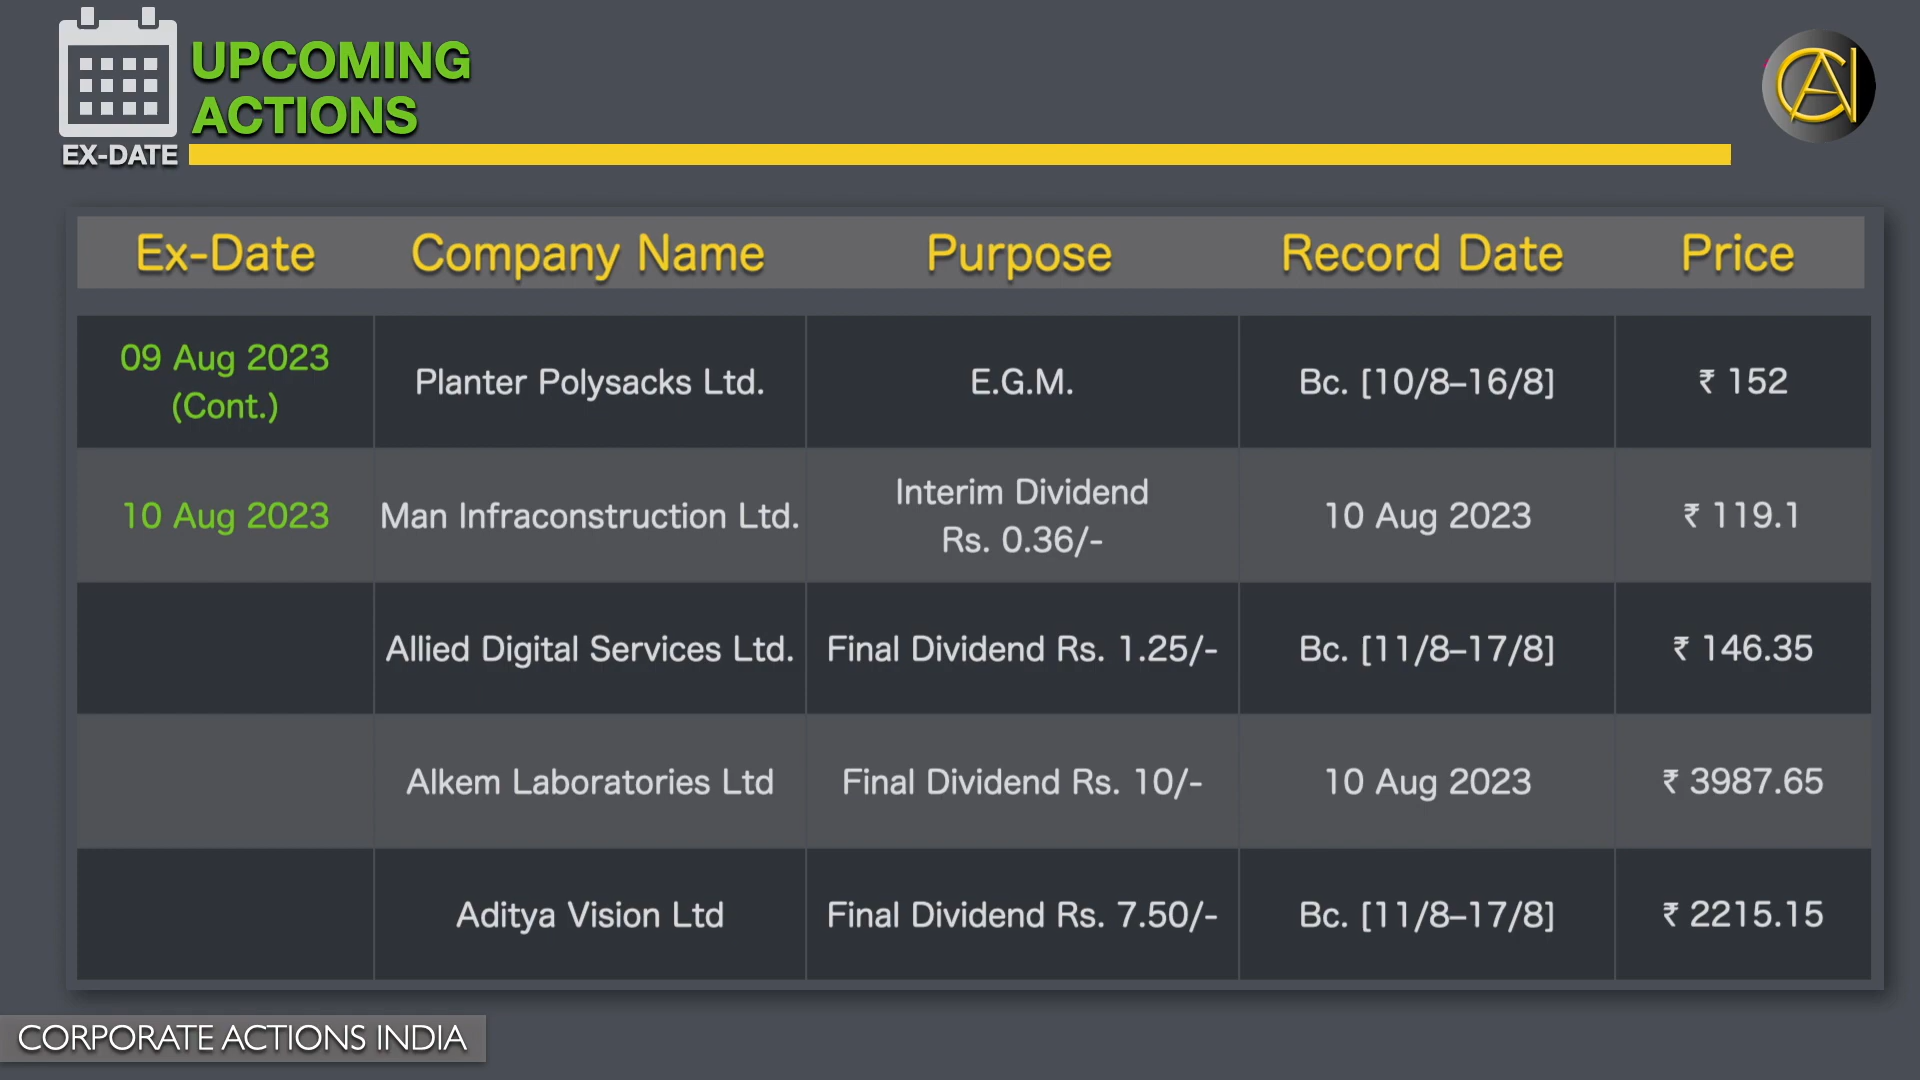 UPCOMING
ACTIONS
EX-DATE
CAI
Ex-Date Company Name Purpose Record Date Price
09 Aug 2023
(Cont.)
Planter Polysacks Ltd. E.G.M. Bc. [10/8–16/8] ₹ 152
10 Aug 2023 Man Infraconstruction Ltd. Interim Dividend
Rs. 0.36/-
10 Aug 2023 ₹ 119.1
Allied Digital Services Ltd. Final Dividend Rs. 1.25/- Bc. [11/8–17/8] ₹ 146.35
Alkem Laboratories Ltd Final Dividend Rs. 10/- 10 Aug 2023 ₹ 3987.65
Aditya Vision Ltd Final Dividend Rs. 7.50/- Bc. [11/8–17/8] ₹ 2215.15
CORPORATE ACTIONS INDIA